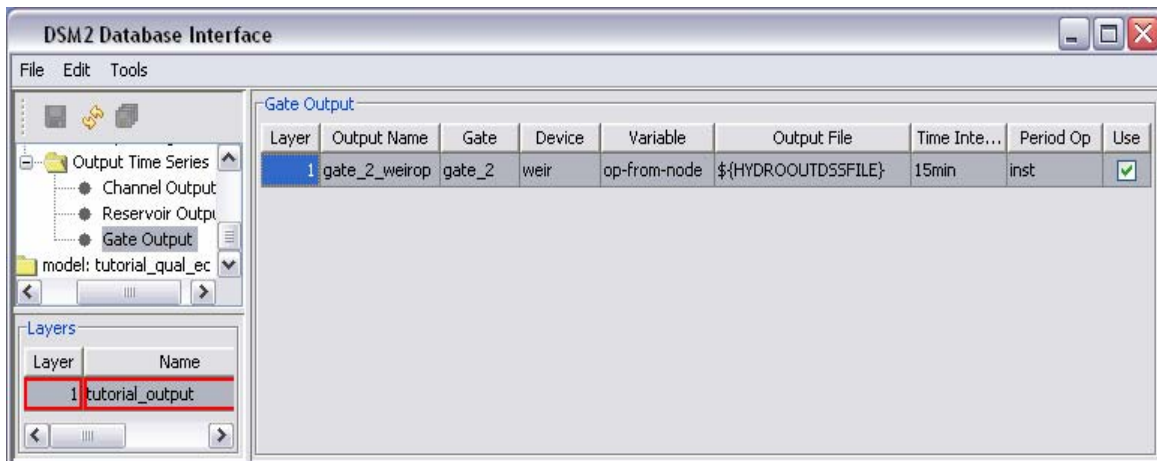 DSM2 Database Interface
File Edit Tools
Output Time Series
Channel Output
Reservoir Outpu
Gate Output
model: tutorial_qual_ec
Layers
Layer Name
1 tutorial_output
Gate Output
Layer Output Name Gate Device Variable Output File Time Inte... Period Op Use
1 gate_2_weirop gate_2 weir op-from-node ${HYDROOUTDSSFILE} 15min inst